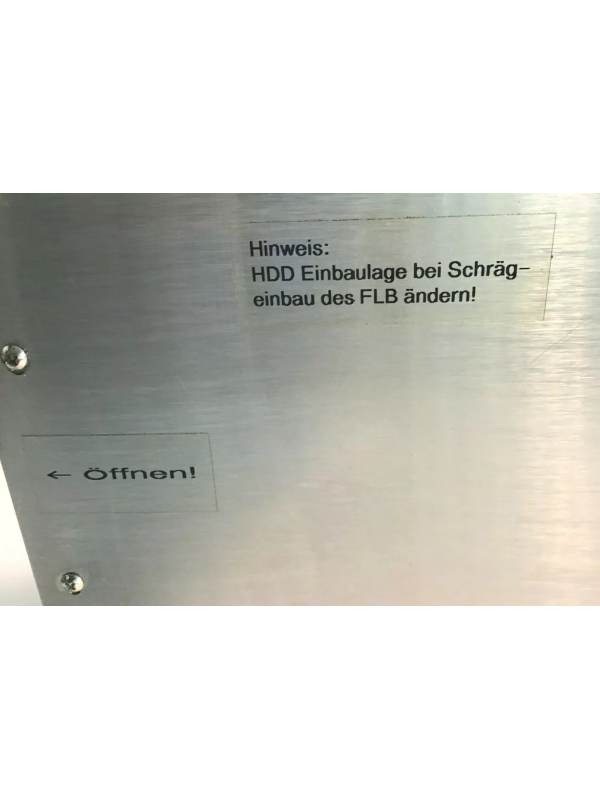 Hinweis:
HDD Einbaulage bei Schräg-
einbau des FLB ändern!
← Öffnen!